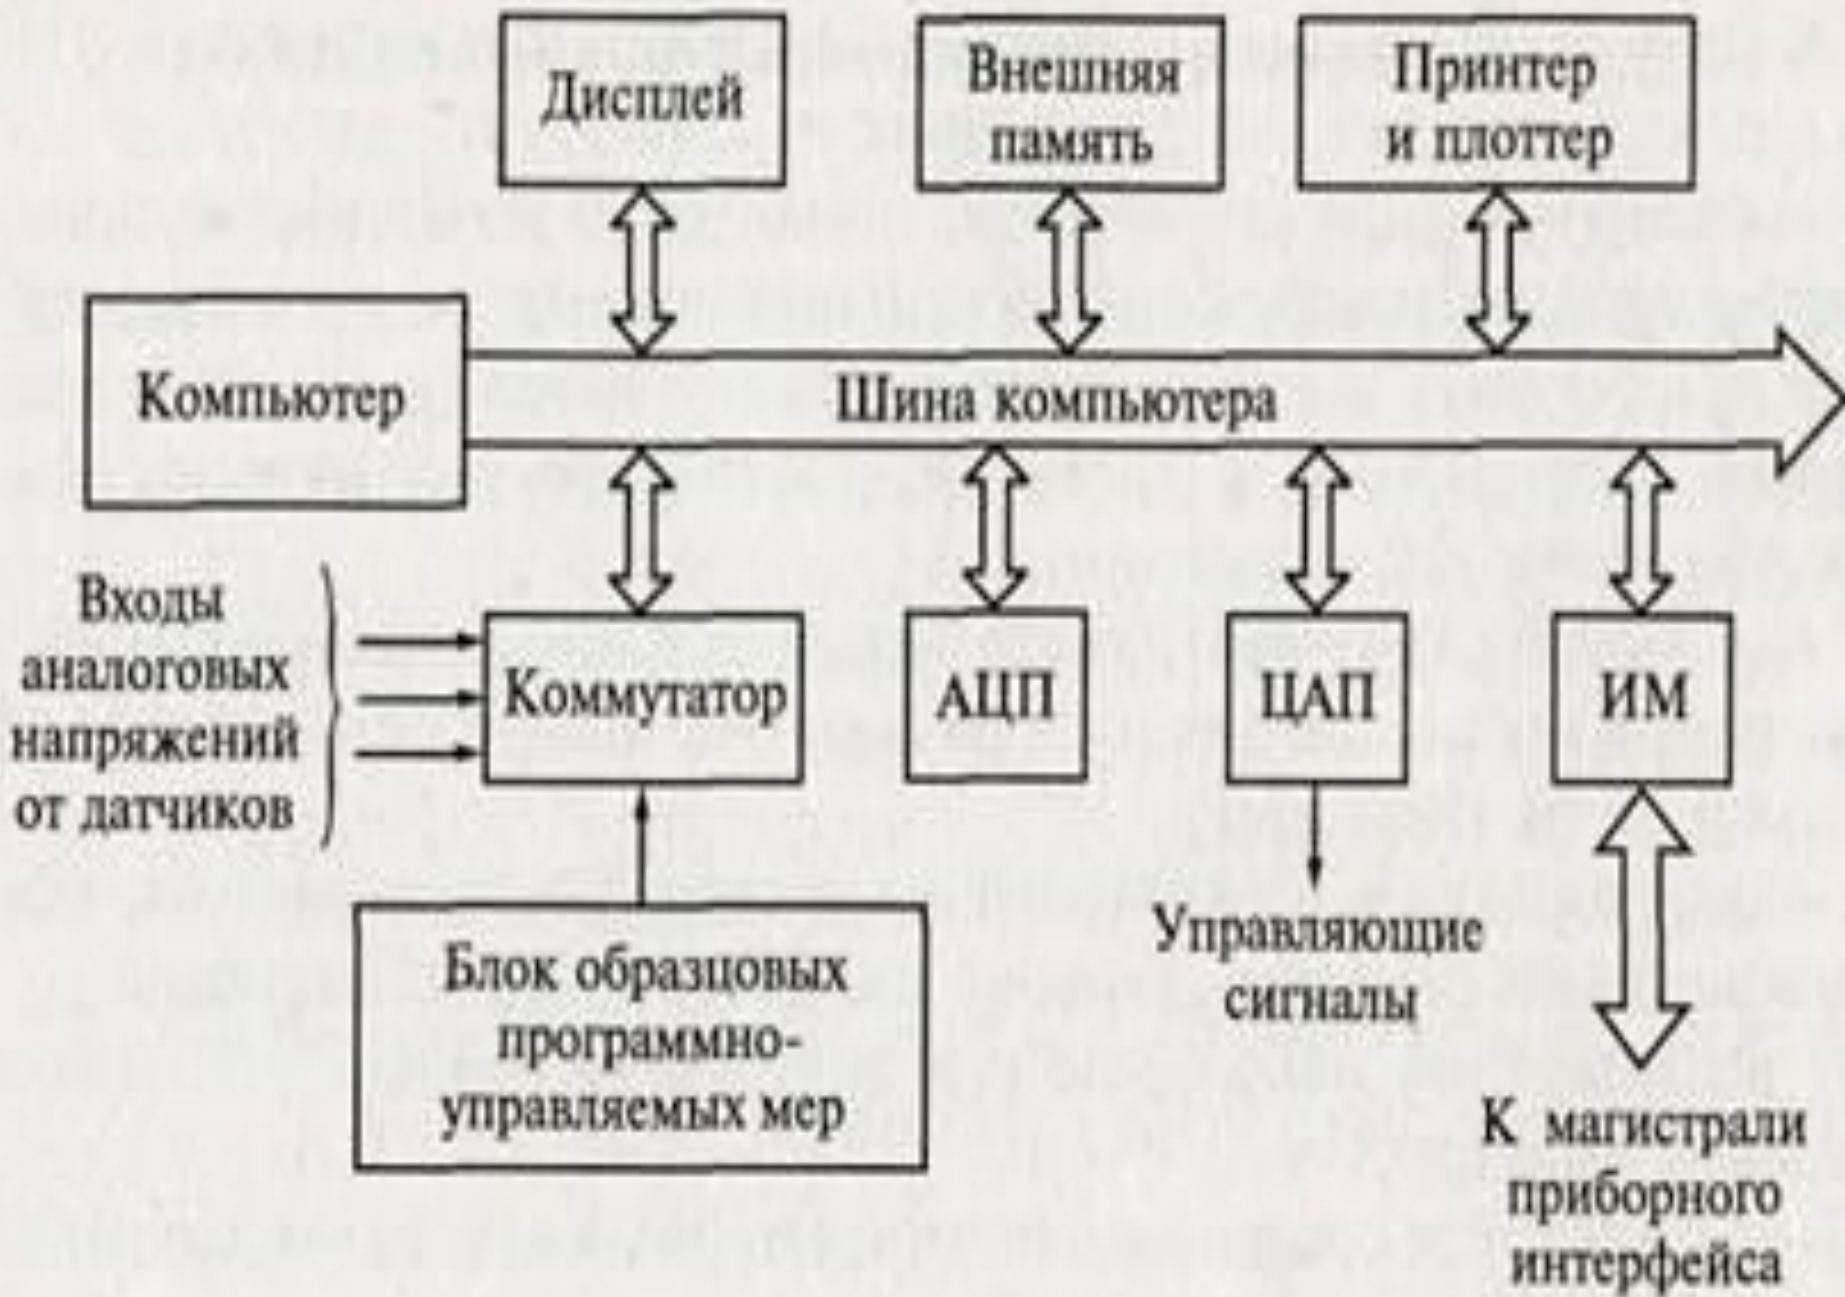 Дисплей
Внешняя
память
Принтер
и плоттер
Компьютер
Шина компьютера
Входы
аналоговых
напряжений
от датчиков
Коммутатор
АЦП
ЦАП
ИМ
Блок образцовых
программно-
управляемых мер
Управляющие
сигналы
К магистрали
приборного
интерфейса